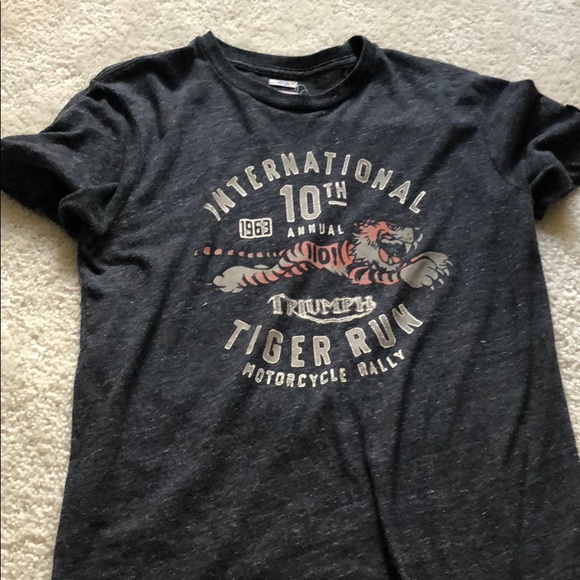 INTERNATIONAL
10TH
1963 ANNUAL
101
TRIUMPH
TIGER RUN
MOTORCYCLE RALLY